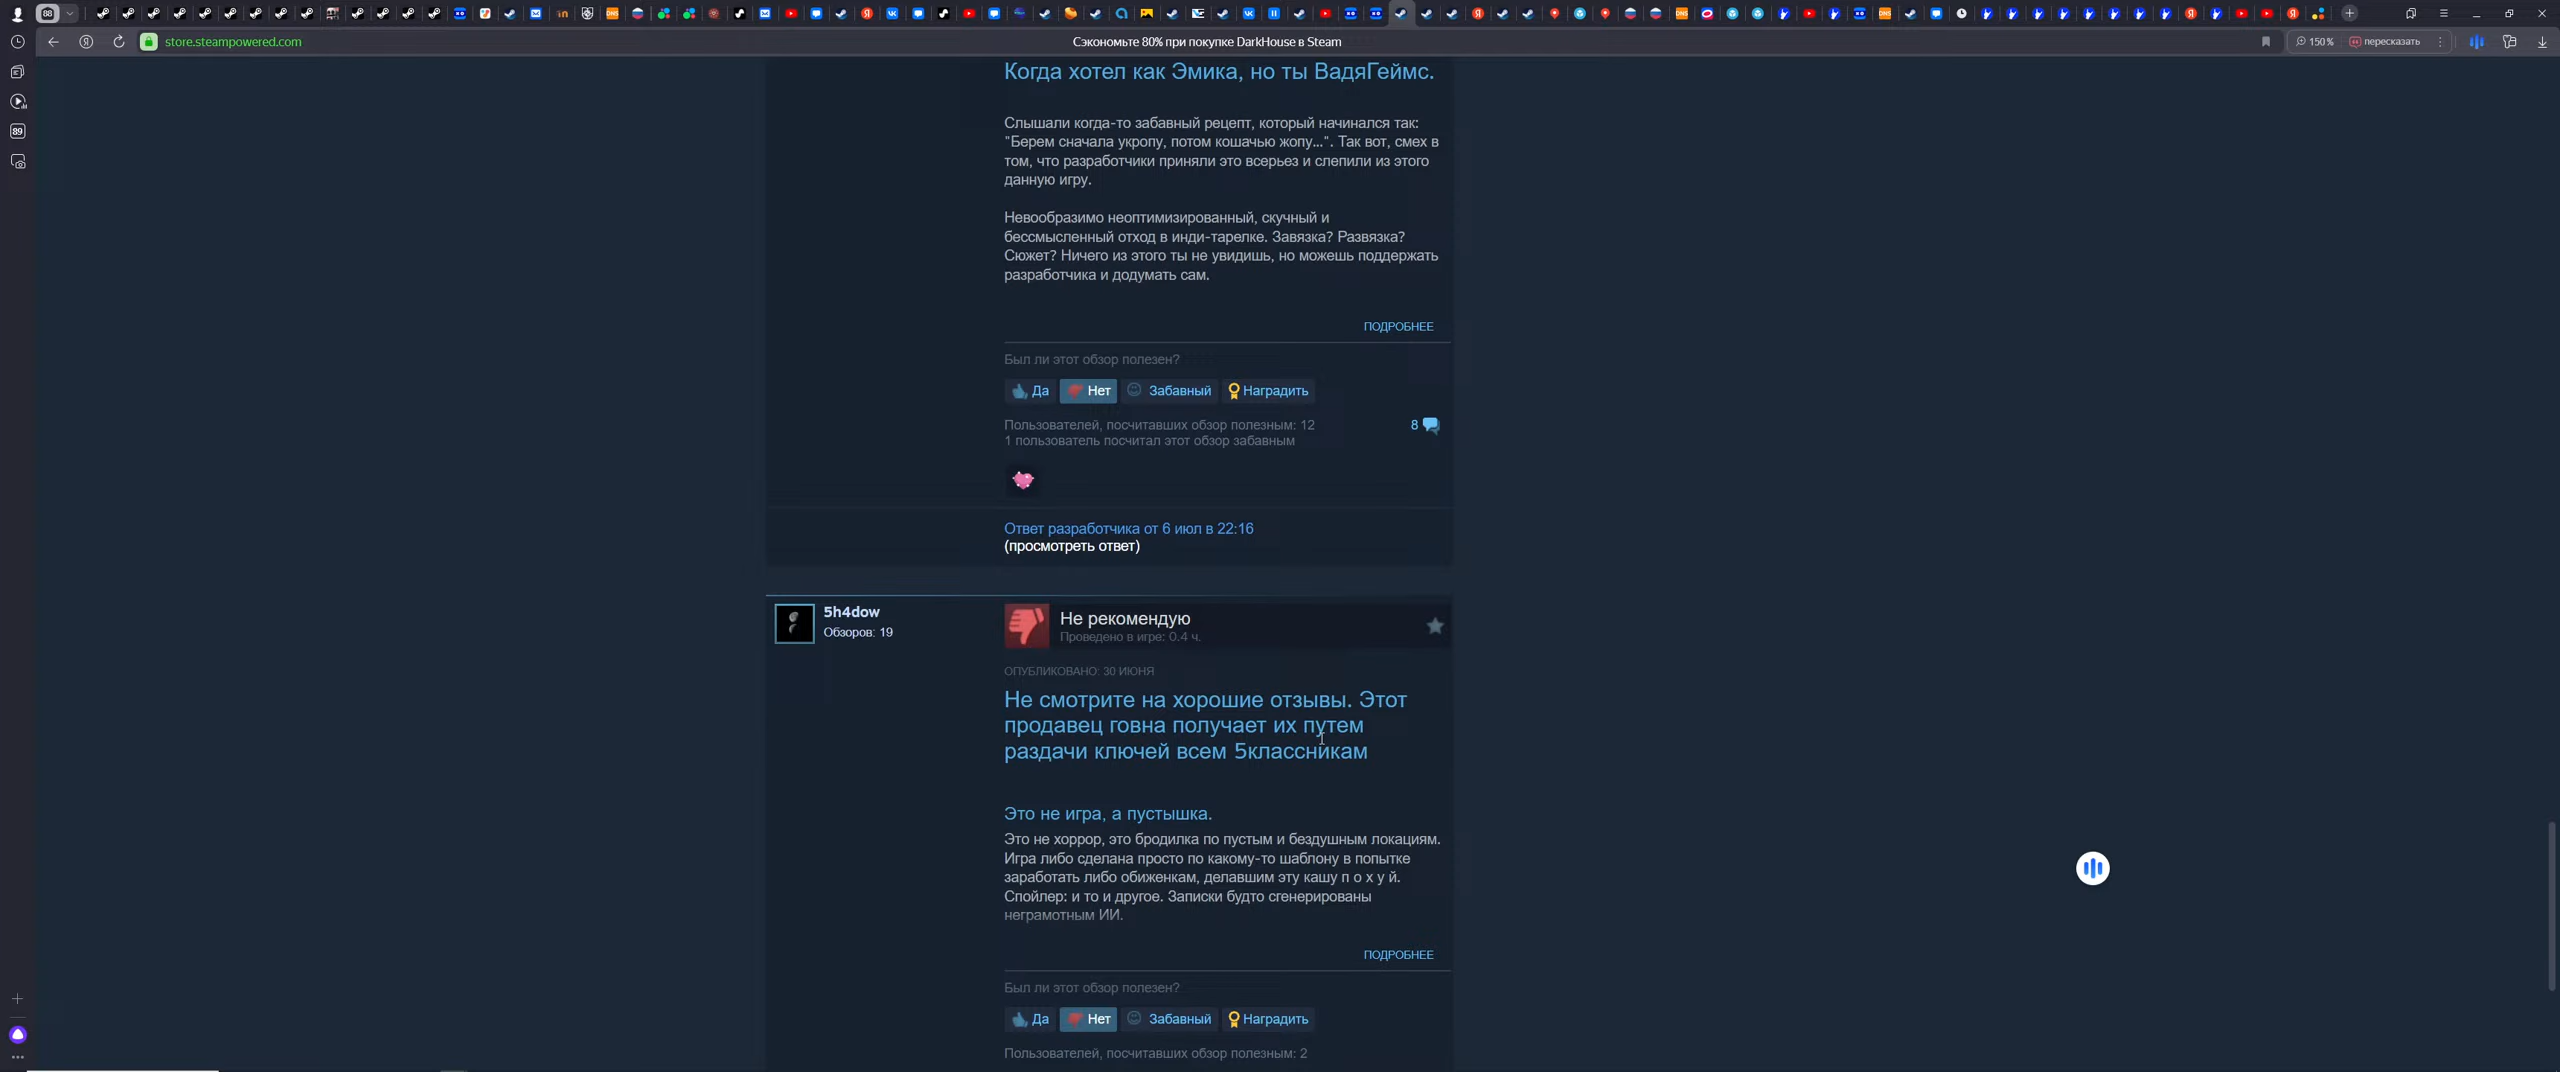 88
store.steampowered.com
Сэкономьте 80% при покупке DarkHouse в Steam
150 %
пересказать
89
Когда хотел как Эмика, но ты ВадяГеймс.
Слышали когда-то забавный рецепт, который начинался так:
"Берем сначала укропу, потом кошачью жопу...". Так вот, смех в
том, что разработчики приняли это всерьез и слепили из этого
данную игру.
Невообразимо неоптимизированный, скучный и
бессмысленный отход в инди-тарелке. Завязка? Развязка?
Сюжет? Ничего из этого ты не увидишь, но можешь поддержать
разработчика и додумать сам.
ПОДРОБНЕЕ
Был ли этот обзор полезен?
Да Нет Забавный Наградить
Пользователей, посчитавших обзор полезным: 12
8
1 пользователь посчитал этот обзор забавным
Ответ разработчика от 6 июл в 22:16
(просмотреть ответ)
5h4dow
Обзоров: 19
Не рекомендую
Проведено в игре: 0.4 ч.
ОПУБЛИКОВАНО: 30 ИЮНЯ
Не смотрите на хорошие отзывы. Этот
продавец говна получает их путем
раздачи ключей всем 5классникам
Это не игра, а пустышка.
Это не хоррор, это бродилка по пустым и бездушным локациям.
Игра либо сделана просто по какому-то шаблону в попытке
заработать либо обиженкам, делавшим эту кашу п о х у й.
Спойлер: и то и другое. Записки будто сгенерированы
неграмотным ИИ.
ПОДРОБНЕЕ
Был ли этот обзор полезен?
Да Нет Забавный Наградить
Пользователей, посчитавших обзор полезным: 2